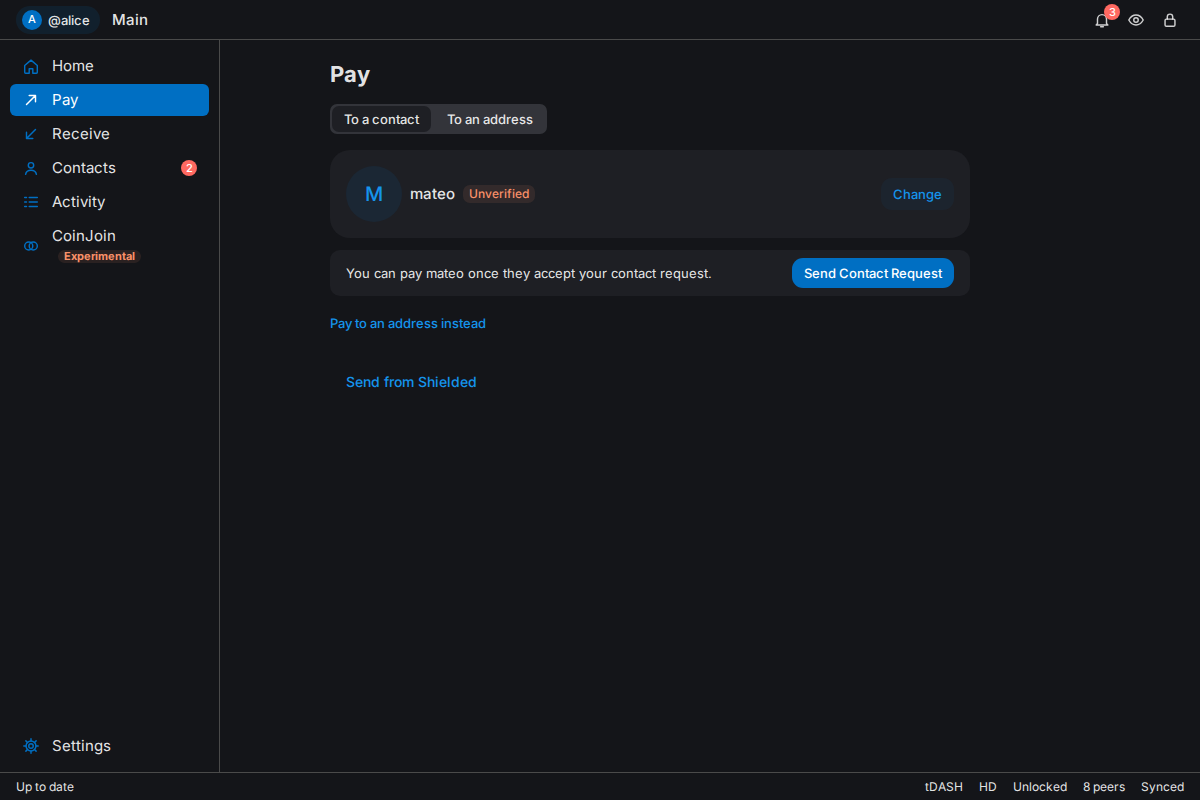 A @alice Main 3
Home
Pay
Receive
Contacts 2
Activity
CoinJoin
Experimental
Settings
Pay
To a contact To an address
M mateo Unverified Change
You can pay mateo once they accept your contact request. Send Contact Request
Pay to an address instead
Send from Shielded
Up to date tDASH HD Unlocked 8 peers Synced